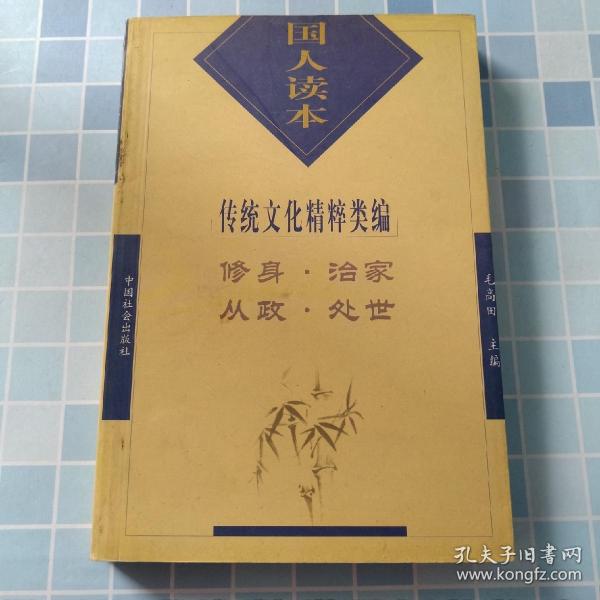 国人读本
传统文化精粹类编
修身·治家
从政·处世
中国社会出版社
毛高田 主编
孔夫子旧书网
www.kongfz.com